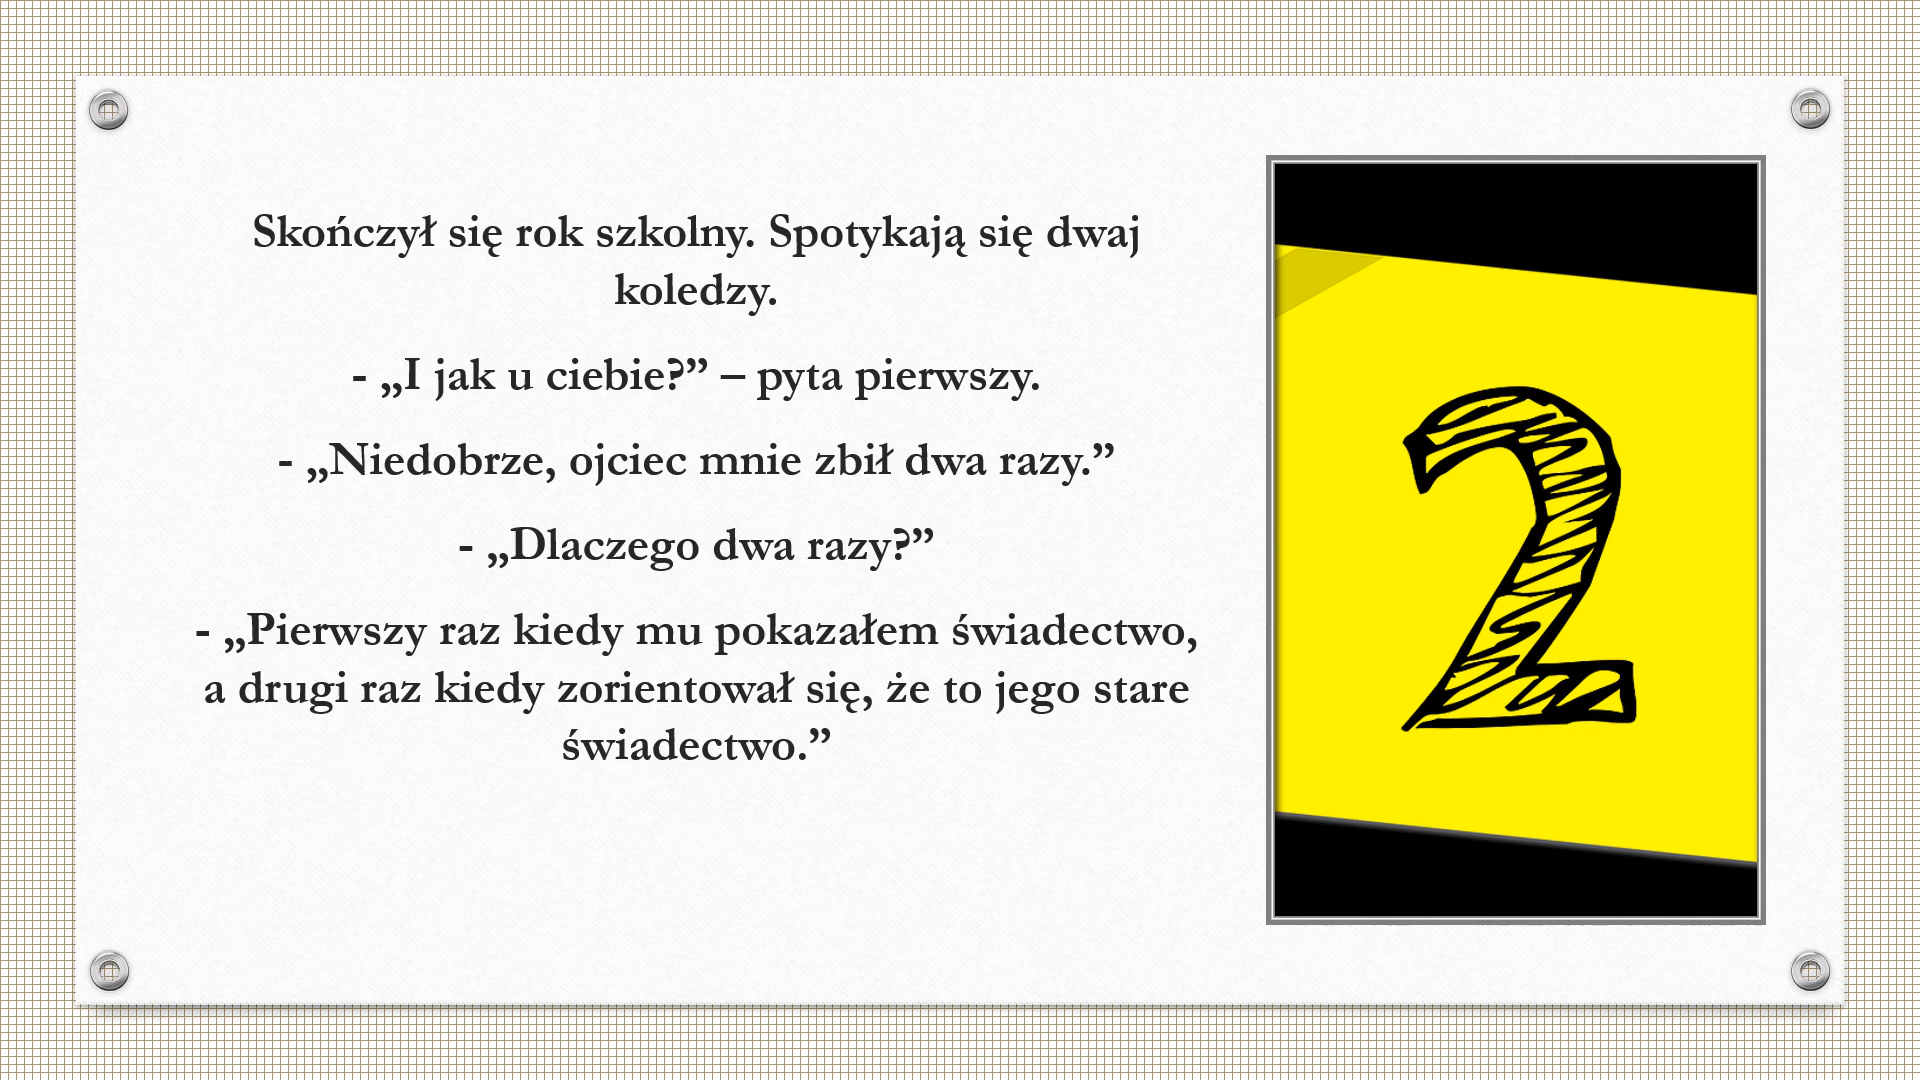 Skończył się rok szkolny. Spotykają się dwaj
koledzy.
- „I jak u ciebie?” – pyta pierwszy.
- „Niedobrze, ojciec mnie zbił dwa razy.”
- „Dlaczego dwa razy?”
- „Pierwszy raz kiedy mu pokazałem świadectwo,
a drugi raz kiedy zorientował się, że to jego stare
świadectwo.”
2